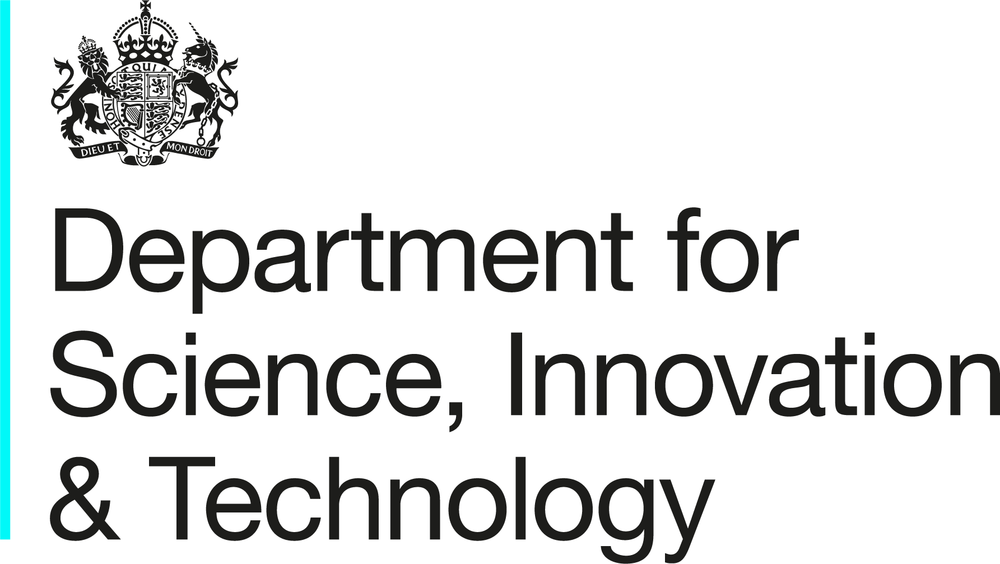 HONI SOIT QUI MAL Y PENSE
DIEU ET MON DROIT
Department for
Science, Innovation
& Technology